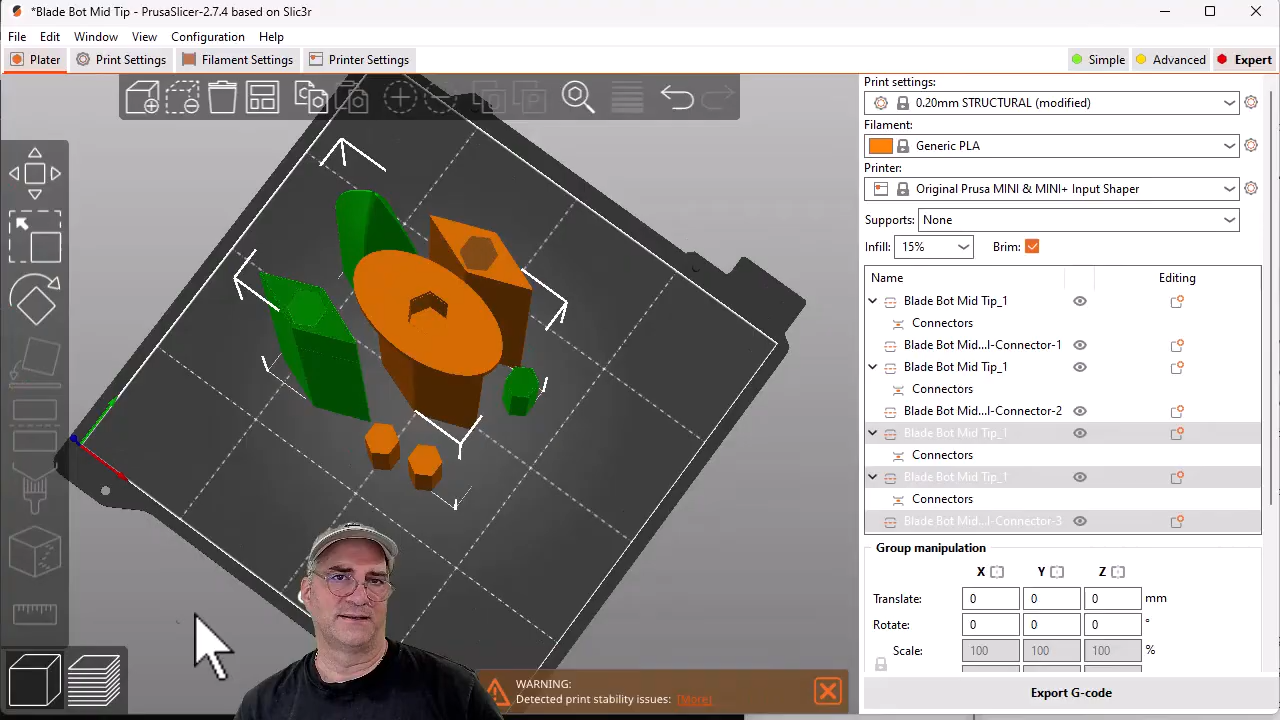 *Blade Bot Mid Tip - PrusaSlicer-2.7.4 based on Slic3r
File Edit Window View Configuration Help
Plater Print Settings Filament Settings Printer Settings Simple Advanced Expert
Print settings:
0.20mm STRUCTURAL (modified)
Filament:
Generic PLA
Printer:
Original Prusa MINI & MINI+ Input Shaper
Supports: None
Infill: 15% Brim:
Name Editing
Blade Bot Mid Tip_1
Connectors
Blade Bot Mid...l-Connector-1
Blade Bot Mid Tip_1
Connectors
Blade Bot Mid...l-Connector-2
Blade Bot Mid Tip_1
Connectors
Blade Bot Mid Tip_1
Connectors
Blade Bot Mid...l-Connector-3
Group manipulation
X Y Z
Translate: 0 0 0 mm
Rotate: 0 0 0 °
Scale: 100 100 100 %
Export G-code
WARNING:
Detected print stability issues: (More)